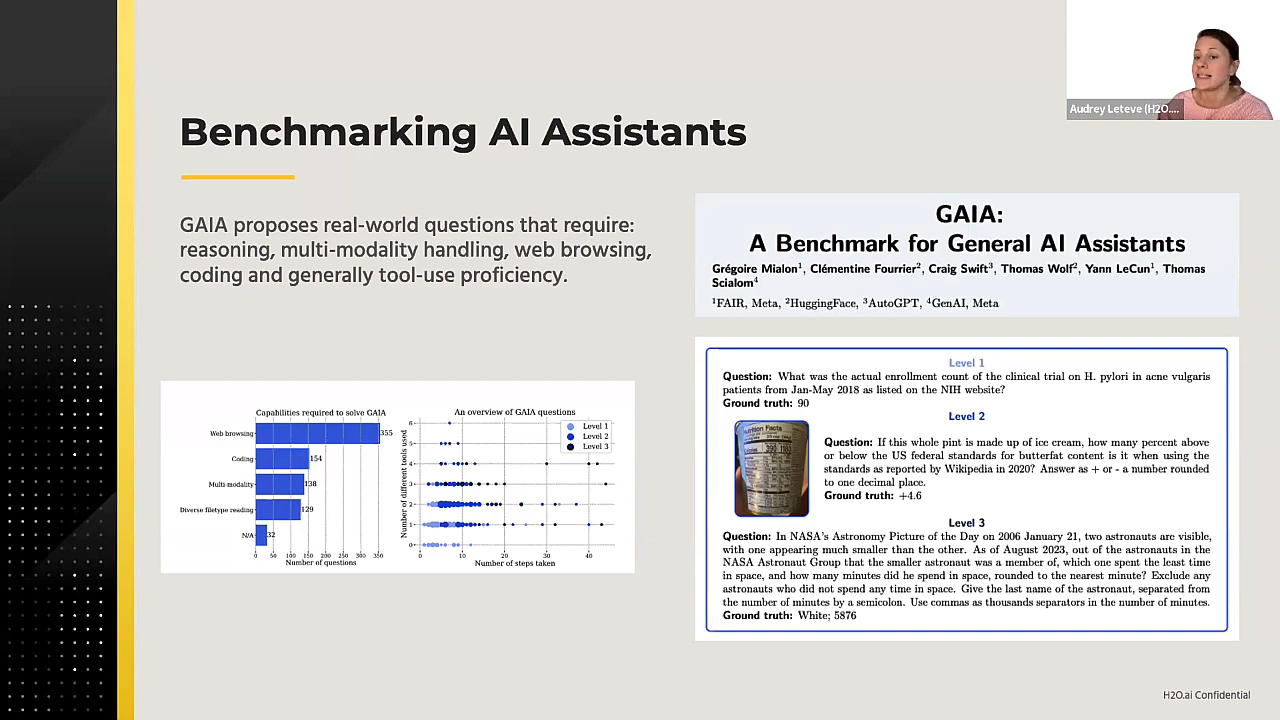 Audrey Leteve (H2O....
Benchmarking AI Assistants
GAIA proposes real-world questions that require:
reasoning, multi-modality handling, web browsing,
coding and generally tool-use proficiency.
GAIA:
A Benchmark for General AI Assistants
Grégoire Mialon¹, Clémentine Fourrier², Craig Swift³, Thomas Wolf², Yann LeCun¹, Thomas
Scialom⁴
¹FAIR, Meta, ²HuggingFace, ³AutoGPT, ⁴GenAI, Meta
Capabilities required to solve GAIA
Web browsing
355
Coding
154
Multi-modality
138
Diverse filetype reading
129
N/A
32
0 50 100 150 200 250 300 350
Number of questions
An overview of GAIA questions
Level 1
Level 2
Level 3
Number of different tools used
6
5
4
3
2
1
0
0 10 20 30 40
Number of steps taken
Level 1
Question: What was the actual enrollment count of the clinical trial on H. pylori in acne vulgaris
patients from Jan-May 2018 as listed on the NIH website?
Ground truth: 90
Level 2
Nutrition Facts
Question: If this whole pint is made up of ice cream, how many percent above
or below the US federal standards for butterfat content is it when using the
standards as reported by Wikipedia in 2020? Answer as + or - a number rounded
to one decimal place.
Ground truth: +4.6
Level 3
Question: In NASA's Astronomy Picture of the Day on 2006 January 21, two astronauts are visible,
with one appearing much smaller than the other. As of August 2023, out of the astronauts in the
NASA Astronaut Group that the smaller astronaut was a member of, which one spent the least time
in space, and how many minutes did he spend in space, rounded to the nearest minute? Exclude any
astronauts who did not spend any time in space. Give the last name of the astronaut, separated from
the number of minutes by a semicolon. Use commas as thousands separators in the number of minutes.
Ground truth: White; 5876
H2O.ai Confidential